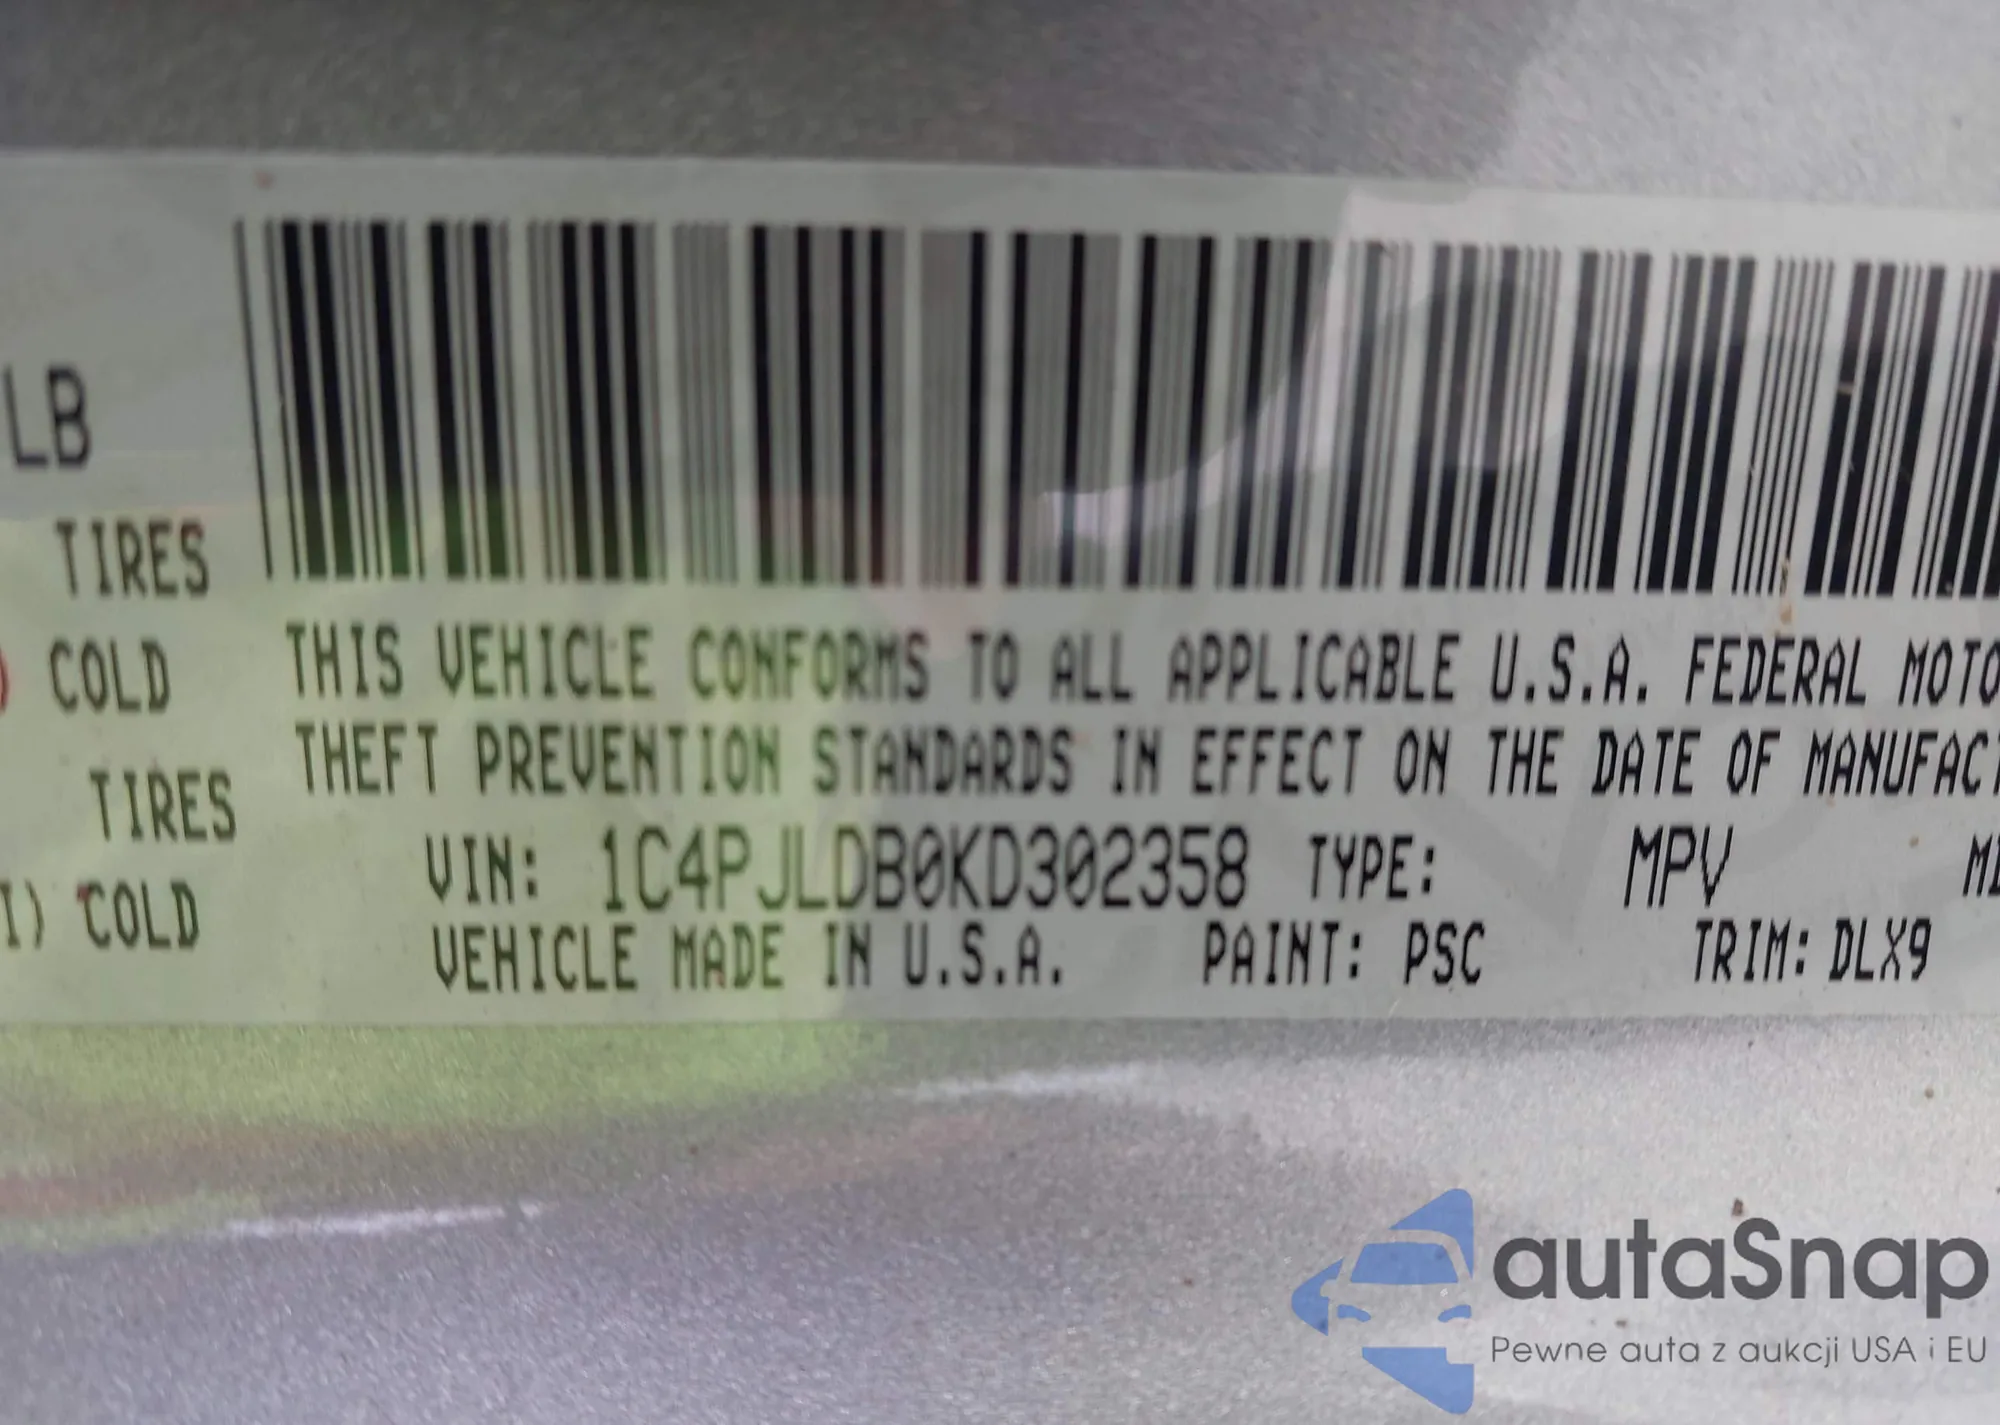 LB
TIRES
) COLD
TIRES
I) COLD
THIS VEHICLE CONFORMS TO ALL APPLICABLE U.S.A. FEDERAL MOTO
THEFT PREVENTION STANDARDS IN EFFECT ON THE DATE OF MANUFACT
VIN: 1C4PJLDB0KD302358 TYPE: MPV
VEHICLE MADE IN U.S.A. PAINT: PSC TRIM: DLX9
autaSnap
Pewne auta z aukcji USA i EU